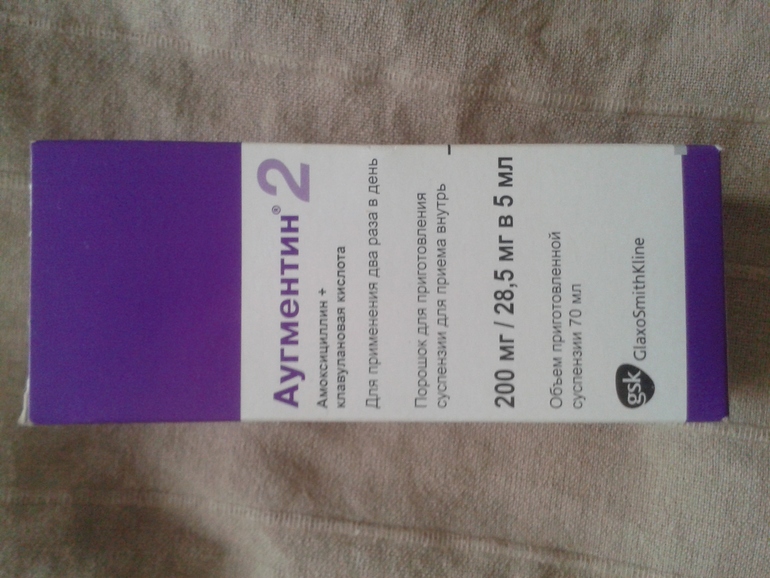 Аугментин® 2
Амоксициллин +
клавулановая кислота
Для применения два раза в день
Порошок для приготовления
суспензии для приема внутрь
200 мг / 28,5 мг в 5 мл
Объем приготовленной
суспензии 70 мл
gsk GlaxoSmithKline